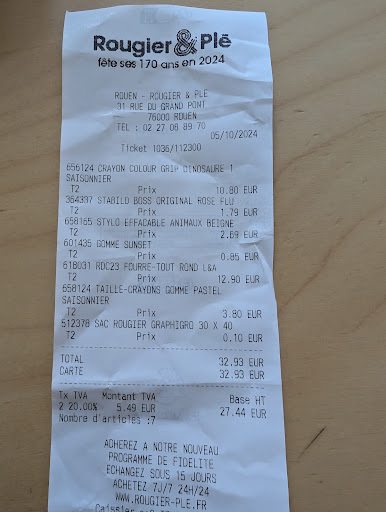 Rougier & Plé
fête ses 170 ans en 2024
ROUEN - ROUGIER & PLE
31 RUE DU GRAND PONT
76000 ROUEN
TEL : 02 27 08 89 70
05/10/2024
Ticket 1036/112300
656124 CRAYON COLOUR GRIP DINOSAURE 1
SAISONNIER
T2 Prix 10.80 EUR
364337 STABILO BOSS ORIGINAL ROSE FLU
T2 Prix 1.79 EUR
658165 STYLO EFFACABLE ANIMAUX BEIGNE
T2 Prix 2.69 EUR
601435 GOMME SUNSET
T2 Prix 0.85 EUR
618031 RDC23 FOURRE-TOUT ROND L&A
T2 Prix 12.90 EUR
658124 TAILLE-CRAYONS GOMME PASTEL
SAISONNIER
T2 Prix 3.80 EUR
512378 SAC ROUGIER GRAPHIGRO 30 X 40
T2 Prix 0.10 EUR
TOTAL 32.93 EUR
CARTE 32.93 EUR
Tx TVA Montant TVA Base HT
2 20.00% 5.49 EUR 27.44 EUR
Nombre d'articles :7
ADHEREZ A NOTRE NOUVEAU
PROGRAMME DE FIDELITE
ECHANGES SOUS 15 JOURS
ACHETEZ 7J/7 24H/24
WWW.ROUGIER-PLE.FR
Caissier